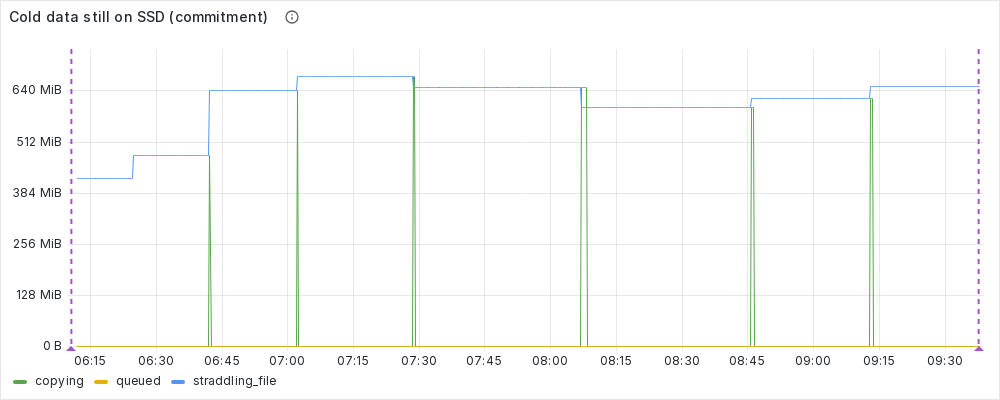 Cold data still on SSD (commitment)
640 MiB
512 MiB
384 MiB
256 MiB
128 MiB
0 B
06:15 06:30 06:45 07:00 07:15 07:30 07:45 08:00 08:15 08:30 08:45 09:00 09:15 09:30
copying queued straddling_file